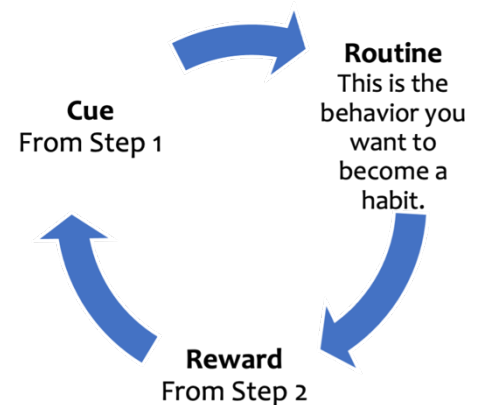 Cue
From Step 1
Routine
This is the
behavior you
want to
become a
habit.
Reward
From Step 2